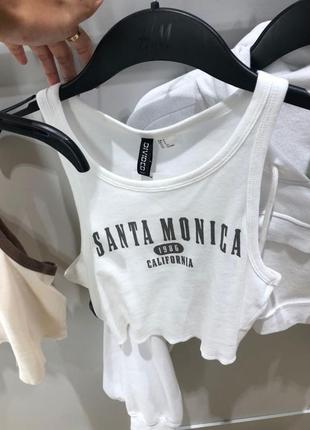 H&M
DIVIDED
SANTA MONICA
1986
CALIFORNIA